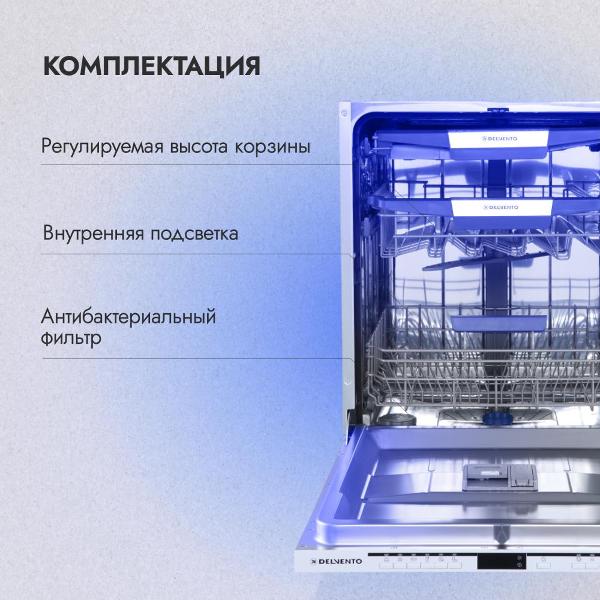 КОМПЛЕКТАЦИЯ
Регулируемая высота корзины
Внутренняя подсветка
Антибактериальный
фильтр
DELVENTO
DELVENTO
DELVENTO